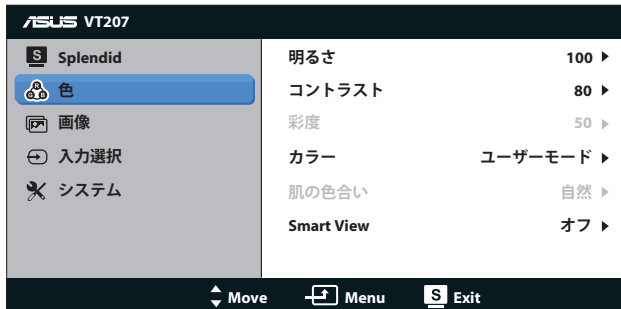 ASUS VT207
S Splendid
色
画像
入力選択
システム
明るさ 100
コントラスト 80
彩度 50
カラー ユーザーモード
肌の色合い 自然
Smart View オフ
Move Menu S Exit